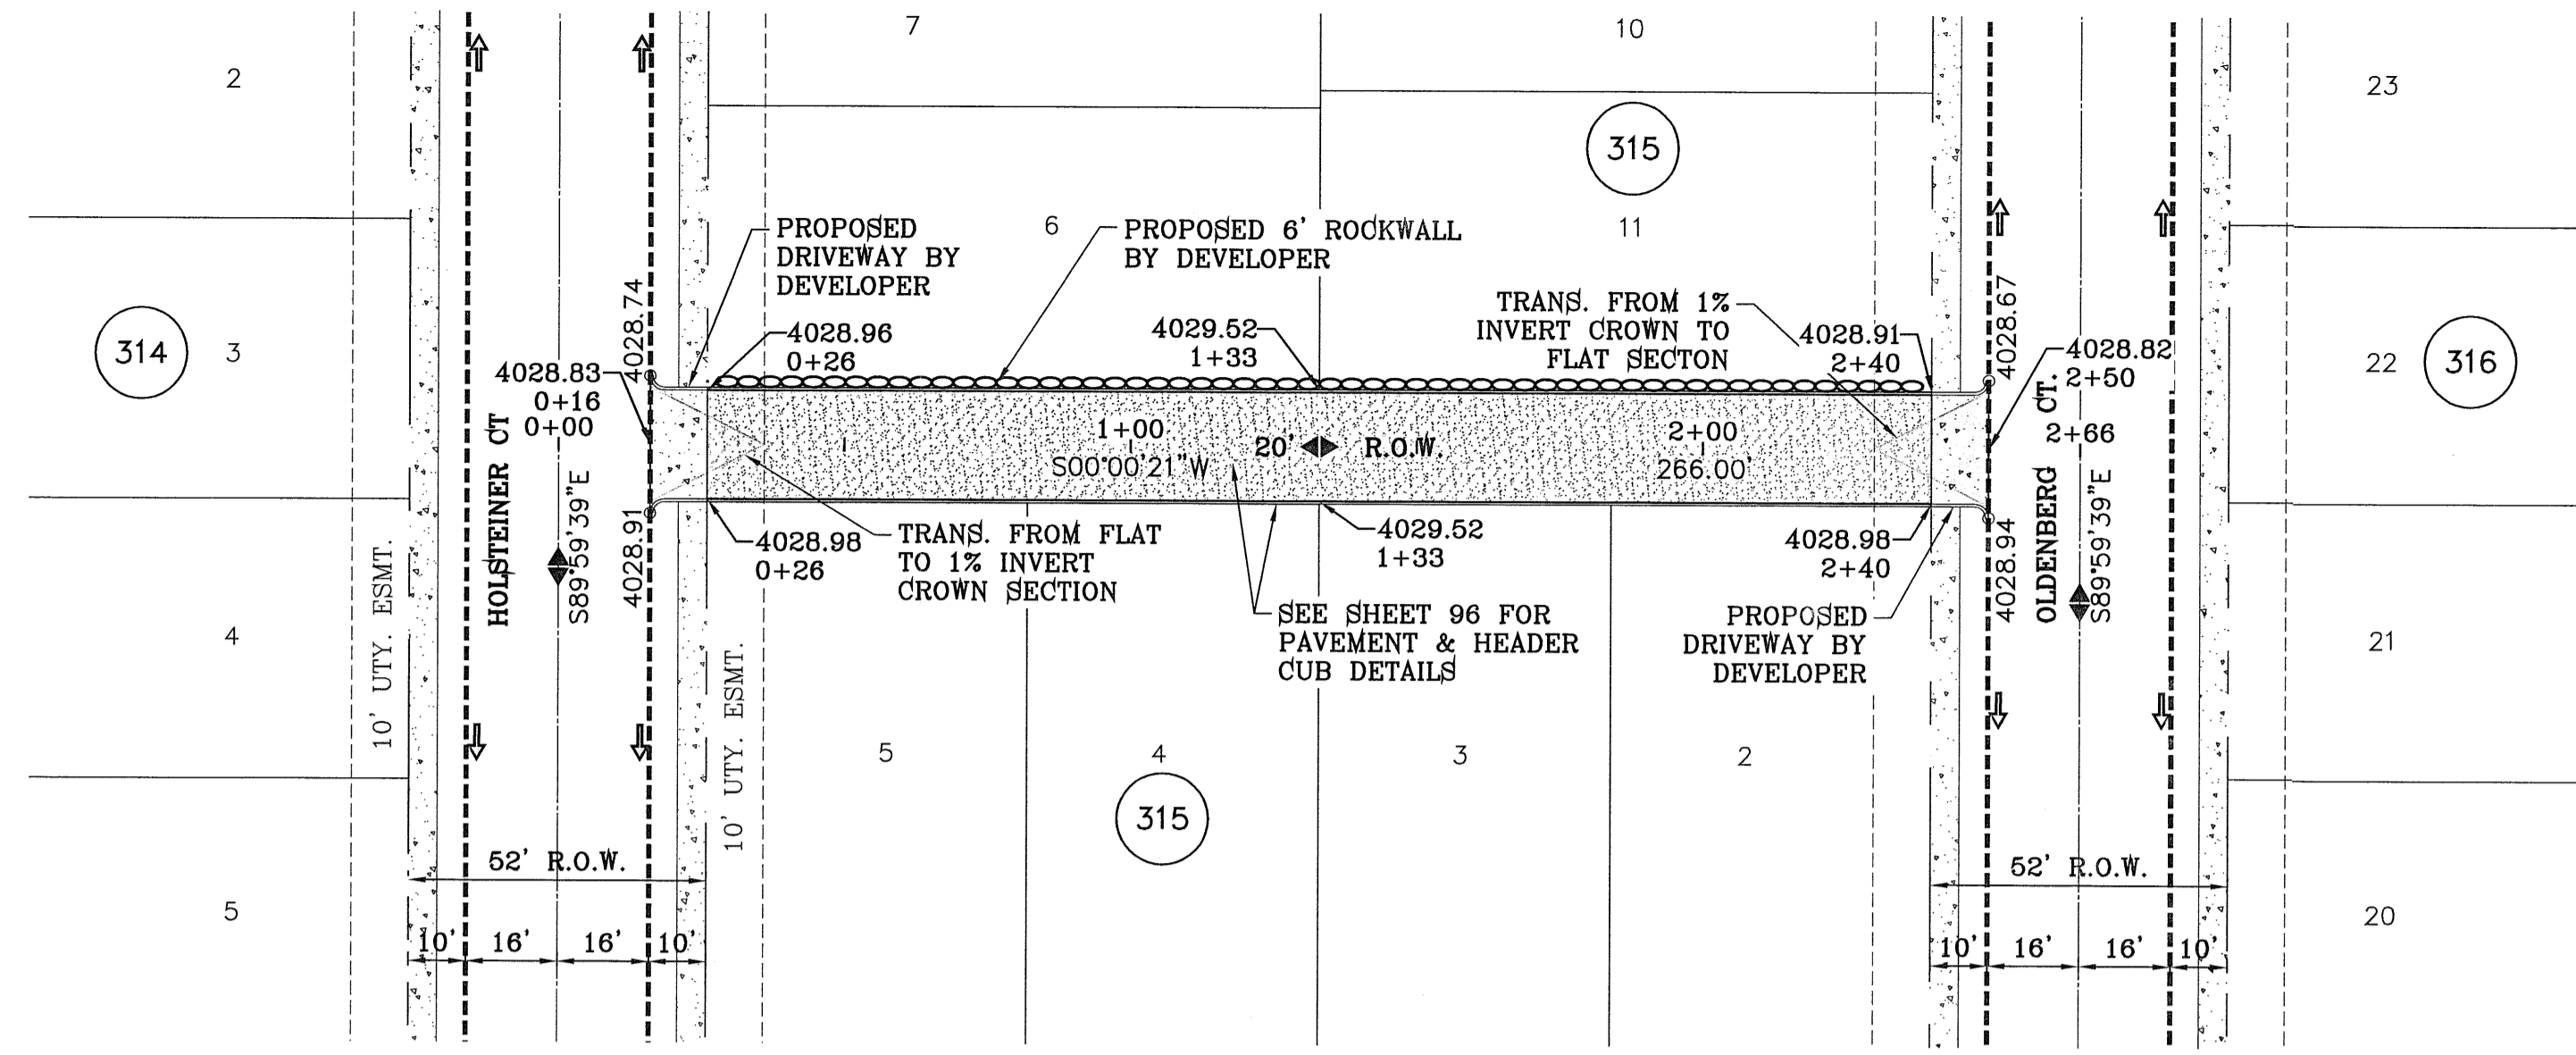 7
10
2
23
315
PROPOSED
DRIVEWAY BY
DEVELOPER
6
PROPOSED 6' ROCKWALL
BY DEVELOPER
11
TRANS. FROM 1%
INVERT CROWN TO
FLAT SECTON
314
3
4028.74
4028.83
0+16
0+00
4028.96
0+26
4029.52
1+33
4028.91
2+40
4028.67
4028.82
2+50
2+66
22
316
HOLSTEINER CT
S89°59'39"E
4028.91
1+00
S00°00'21"W
20' R.O.W.
2+00
266.00'
OLDENBERG CT.
S89°59'39"E
4028.94
4028.98
0+26
TRANS. FROM FLAT
TO 1% INVERT
CROWN SECTION
4029.52
1+33
4028.98
2+40
SEE SHEET 96 FOR
PAVEMENT & HEADER
CUB DETAILS
PROPOSED
DRIVEWAY BY
DEVELOPER
4
10' UTY. ESMT.
10' UTY. ESMT.
21
5
4
3
2
315
52' R.O.W.
52' R.O.W.
5
20
10' 16' 16' 10'
10' 16' 16' 10'